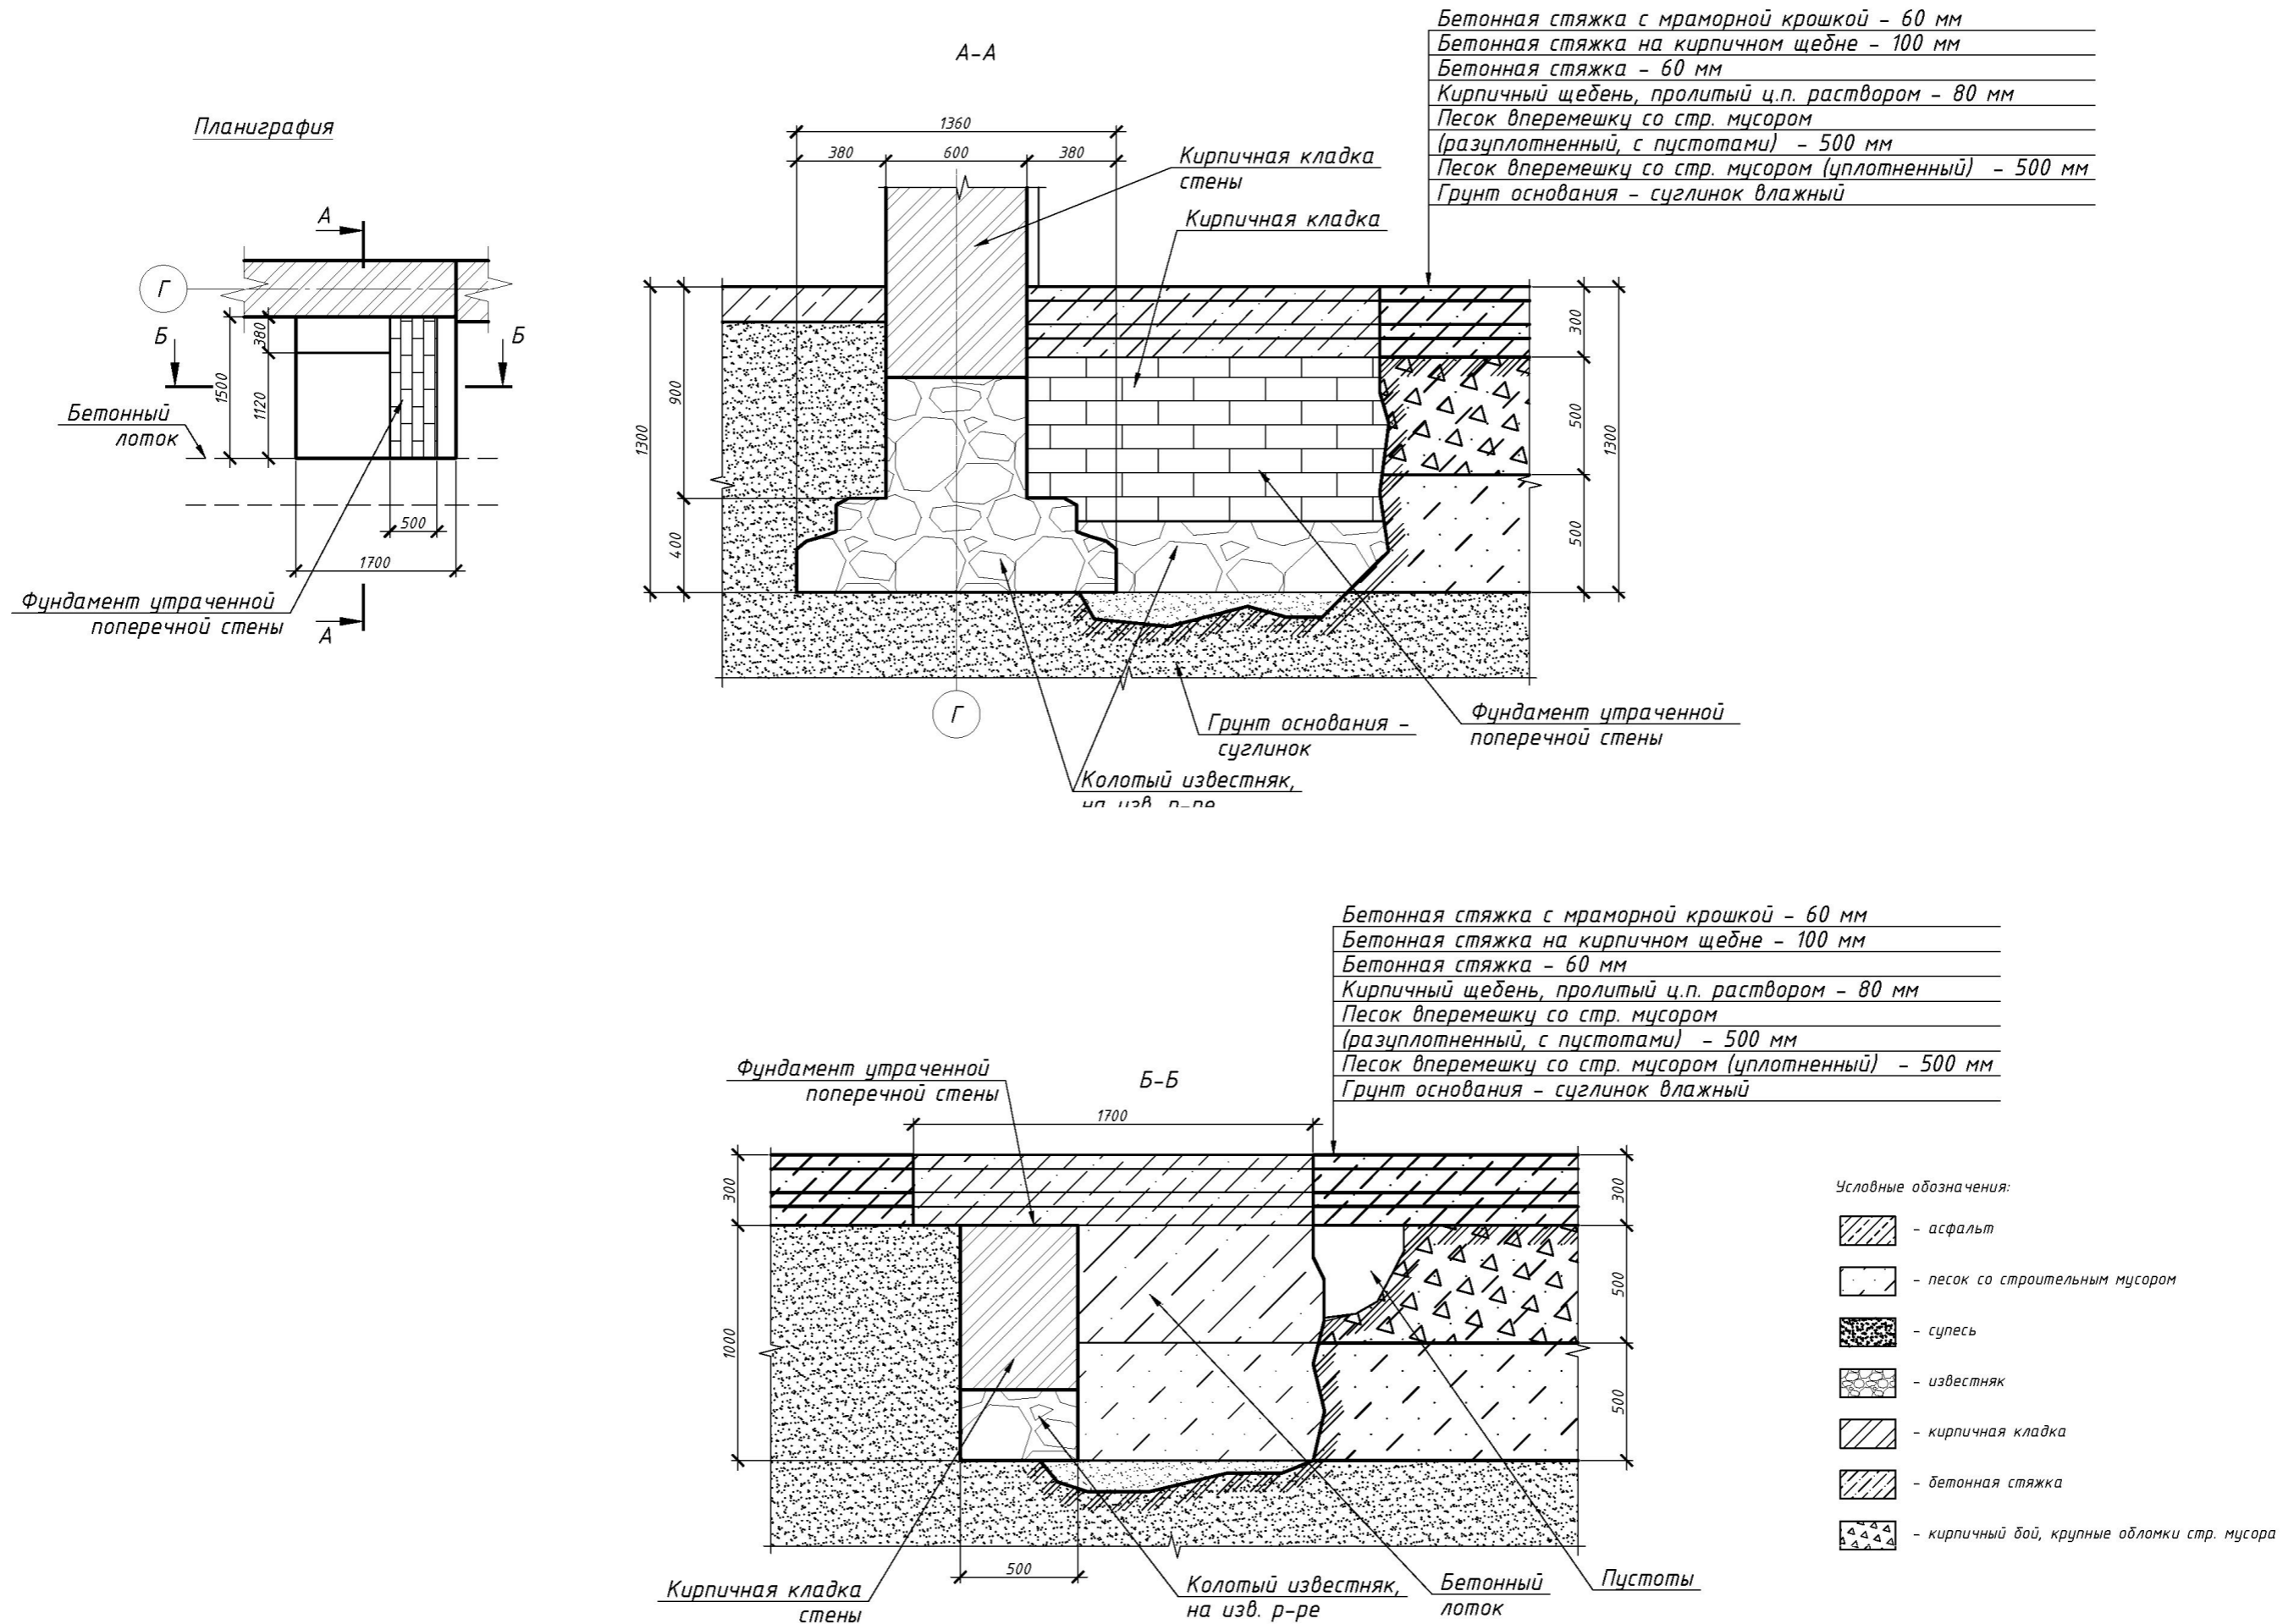 Планиграфия
А
Г
Б
Б
380
1500
1120
Бетонный
лоток
500
1700
Фундамент утраченной
поперечной стены
А
А-А
1360
380
600
380
Кирпичная кладка
стены
Кирпичная кладка
Бетонная стяжка с мраморной крошкой - 60 мм
Бетонная стяжка на кирпичном щебне - 100 мм
Бетонная стяжка - 60 мм
Кирпичный щебень, пролитый ц.п. раствором - 80 мм
Песок вперемешку со стр. мусором
(разуплотненный, с пустотами) - 500 мм
Песок вперемешку со стр. мусором (уплотненный) - 500 мм
Грунт основания - суглинок влажный
1300
900
400
300
500
500
1300
Г
Грунт основания -
суглинок
Фундамент утраченной
поперечной стены
Колотый известняк,
на изв. р-ре
Бетонная стяжка с мраморной крошкой - 60 мм
Бетонная стяжка на кирпичном щебне - 100 мм
Бетонная стяжка - 60 мм
Кирпичный щебень, пролитый ц.п. раствором - 80 мм
Песок вперемешку со стр. мусором
(разуплотненный, с пустотами) - 500 мм
Песок вперемешку со стр. мусором (уплотненный) - 500 мм
Грунт основания - суглинок влажный
Фундамент утраченной
поперечной стены
Б-Б
1700
300
1000
300
500
500
500
Кирпичная кладка
стены
Колотый известняк,
на изв. р-ре
Бетонный
лоток
Пустоты
Условные обозначения:
- асфальт
- песок со строительным мусором
- супесь
- известняк
- кирпичная кладка
- бетонная стяжка
- кирпичный бой, крупные обломки стр. мусора